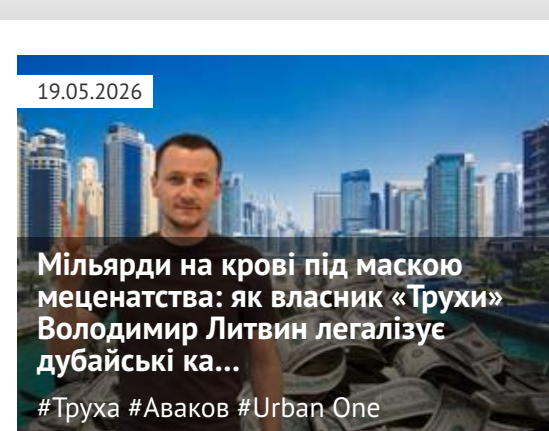 19.05.2026
Мільярди на крові під маскою
меценатства: як власник «Трухи»
Володимир Литвин легалізує
дубайські ка...
#Труха #Аваков #Urban One